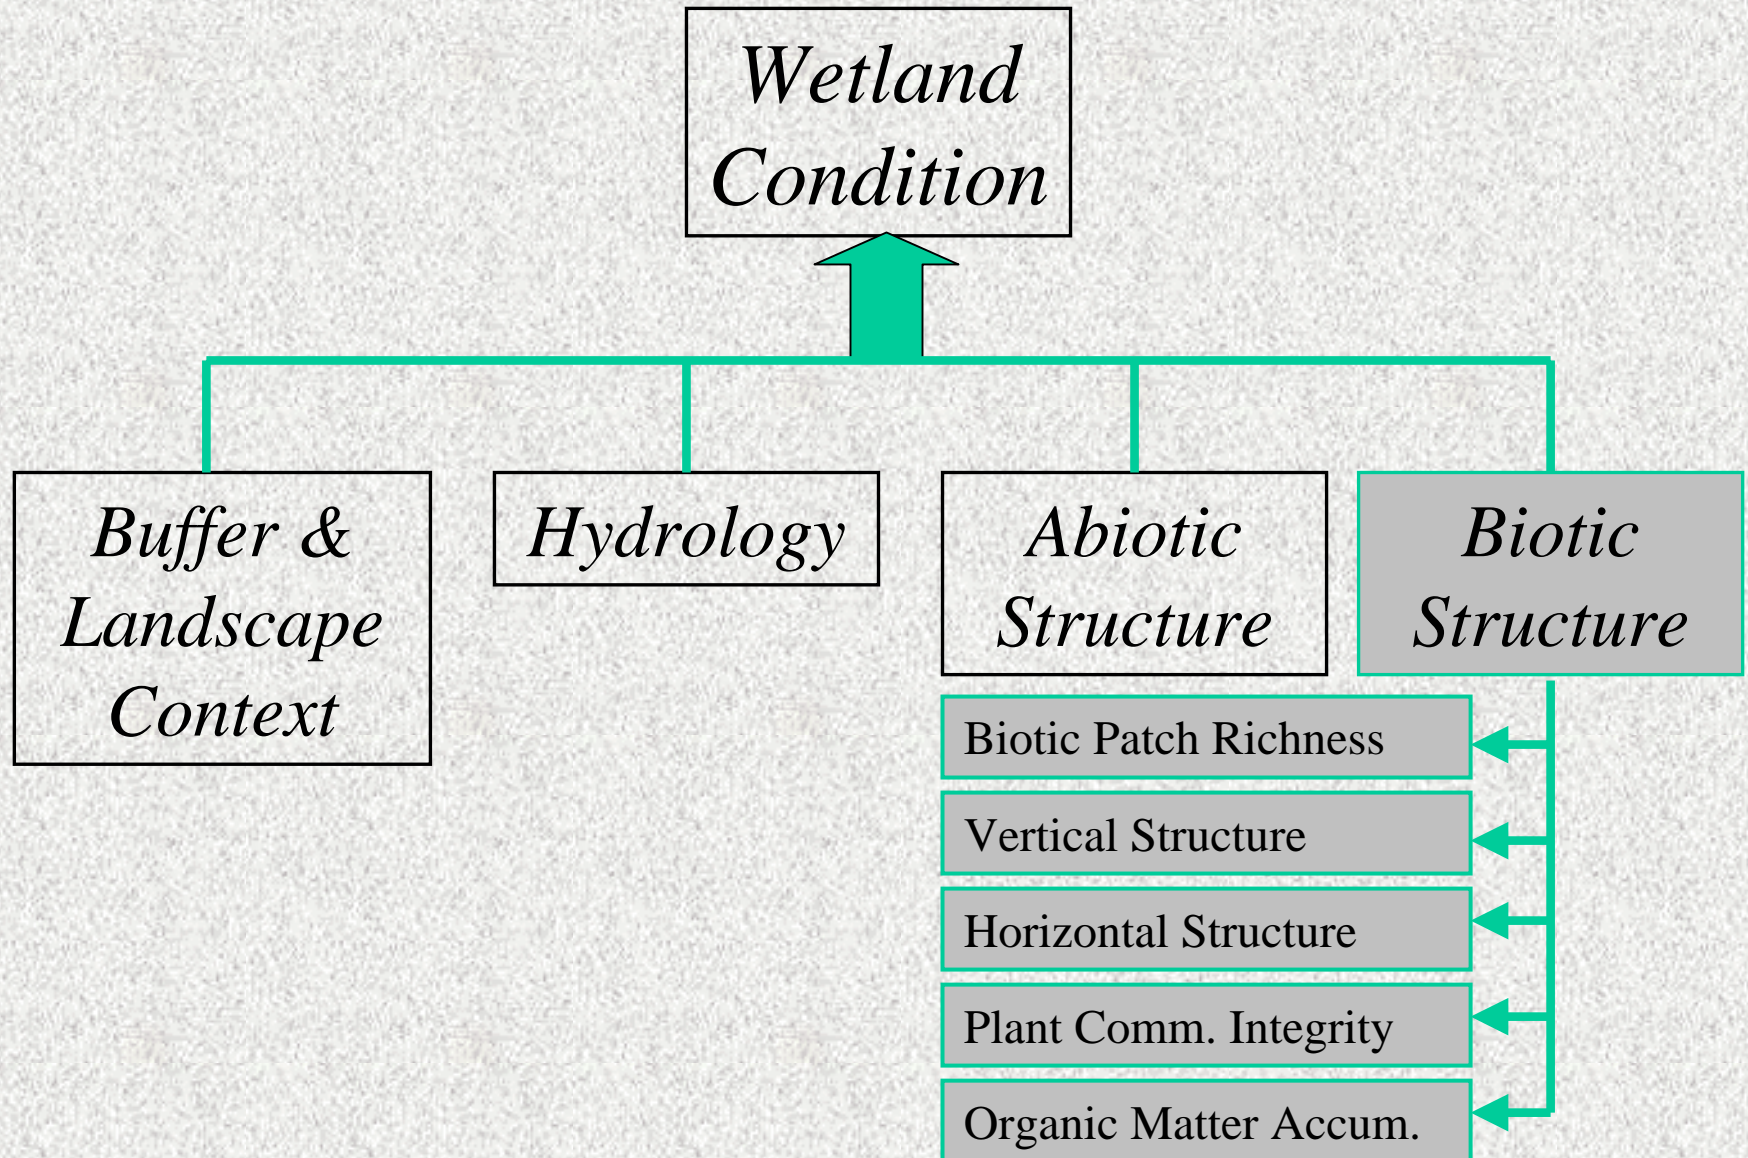 Wetland
Condition
Buffer &
Landscape
Context
Hydrology
Abiotic
Structure
Biotic
Structure
Biotic Patch Richness
Vertical Structure
Horizontal Structure
Plant Comm. Integrity
Organic Matter Accum.